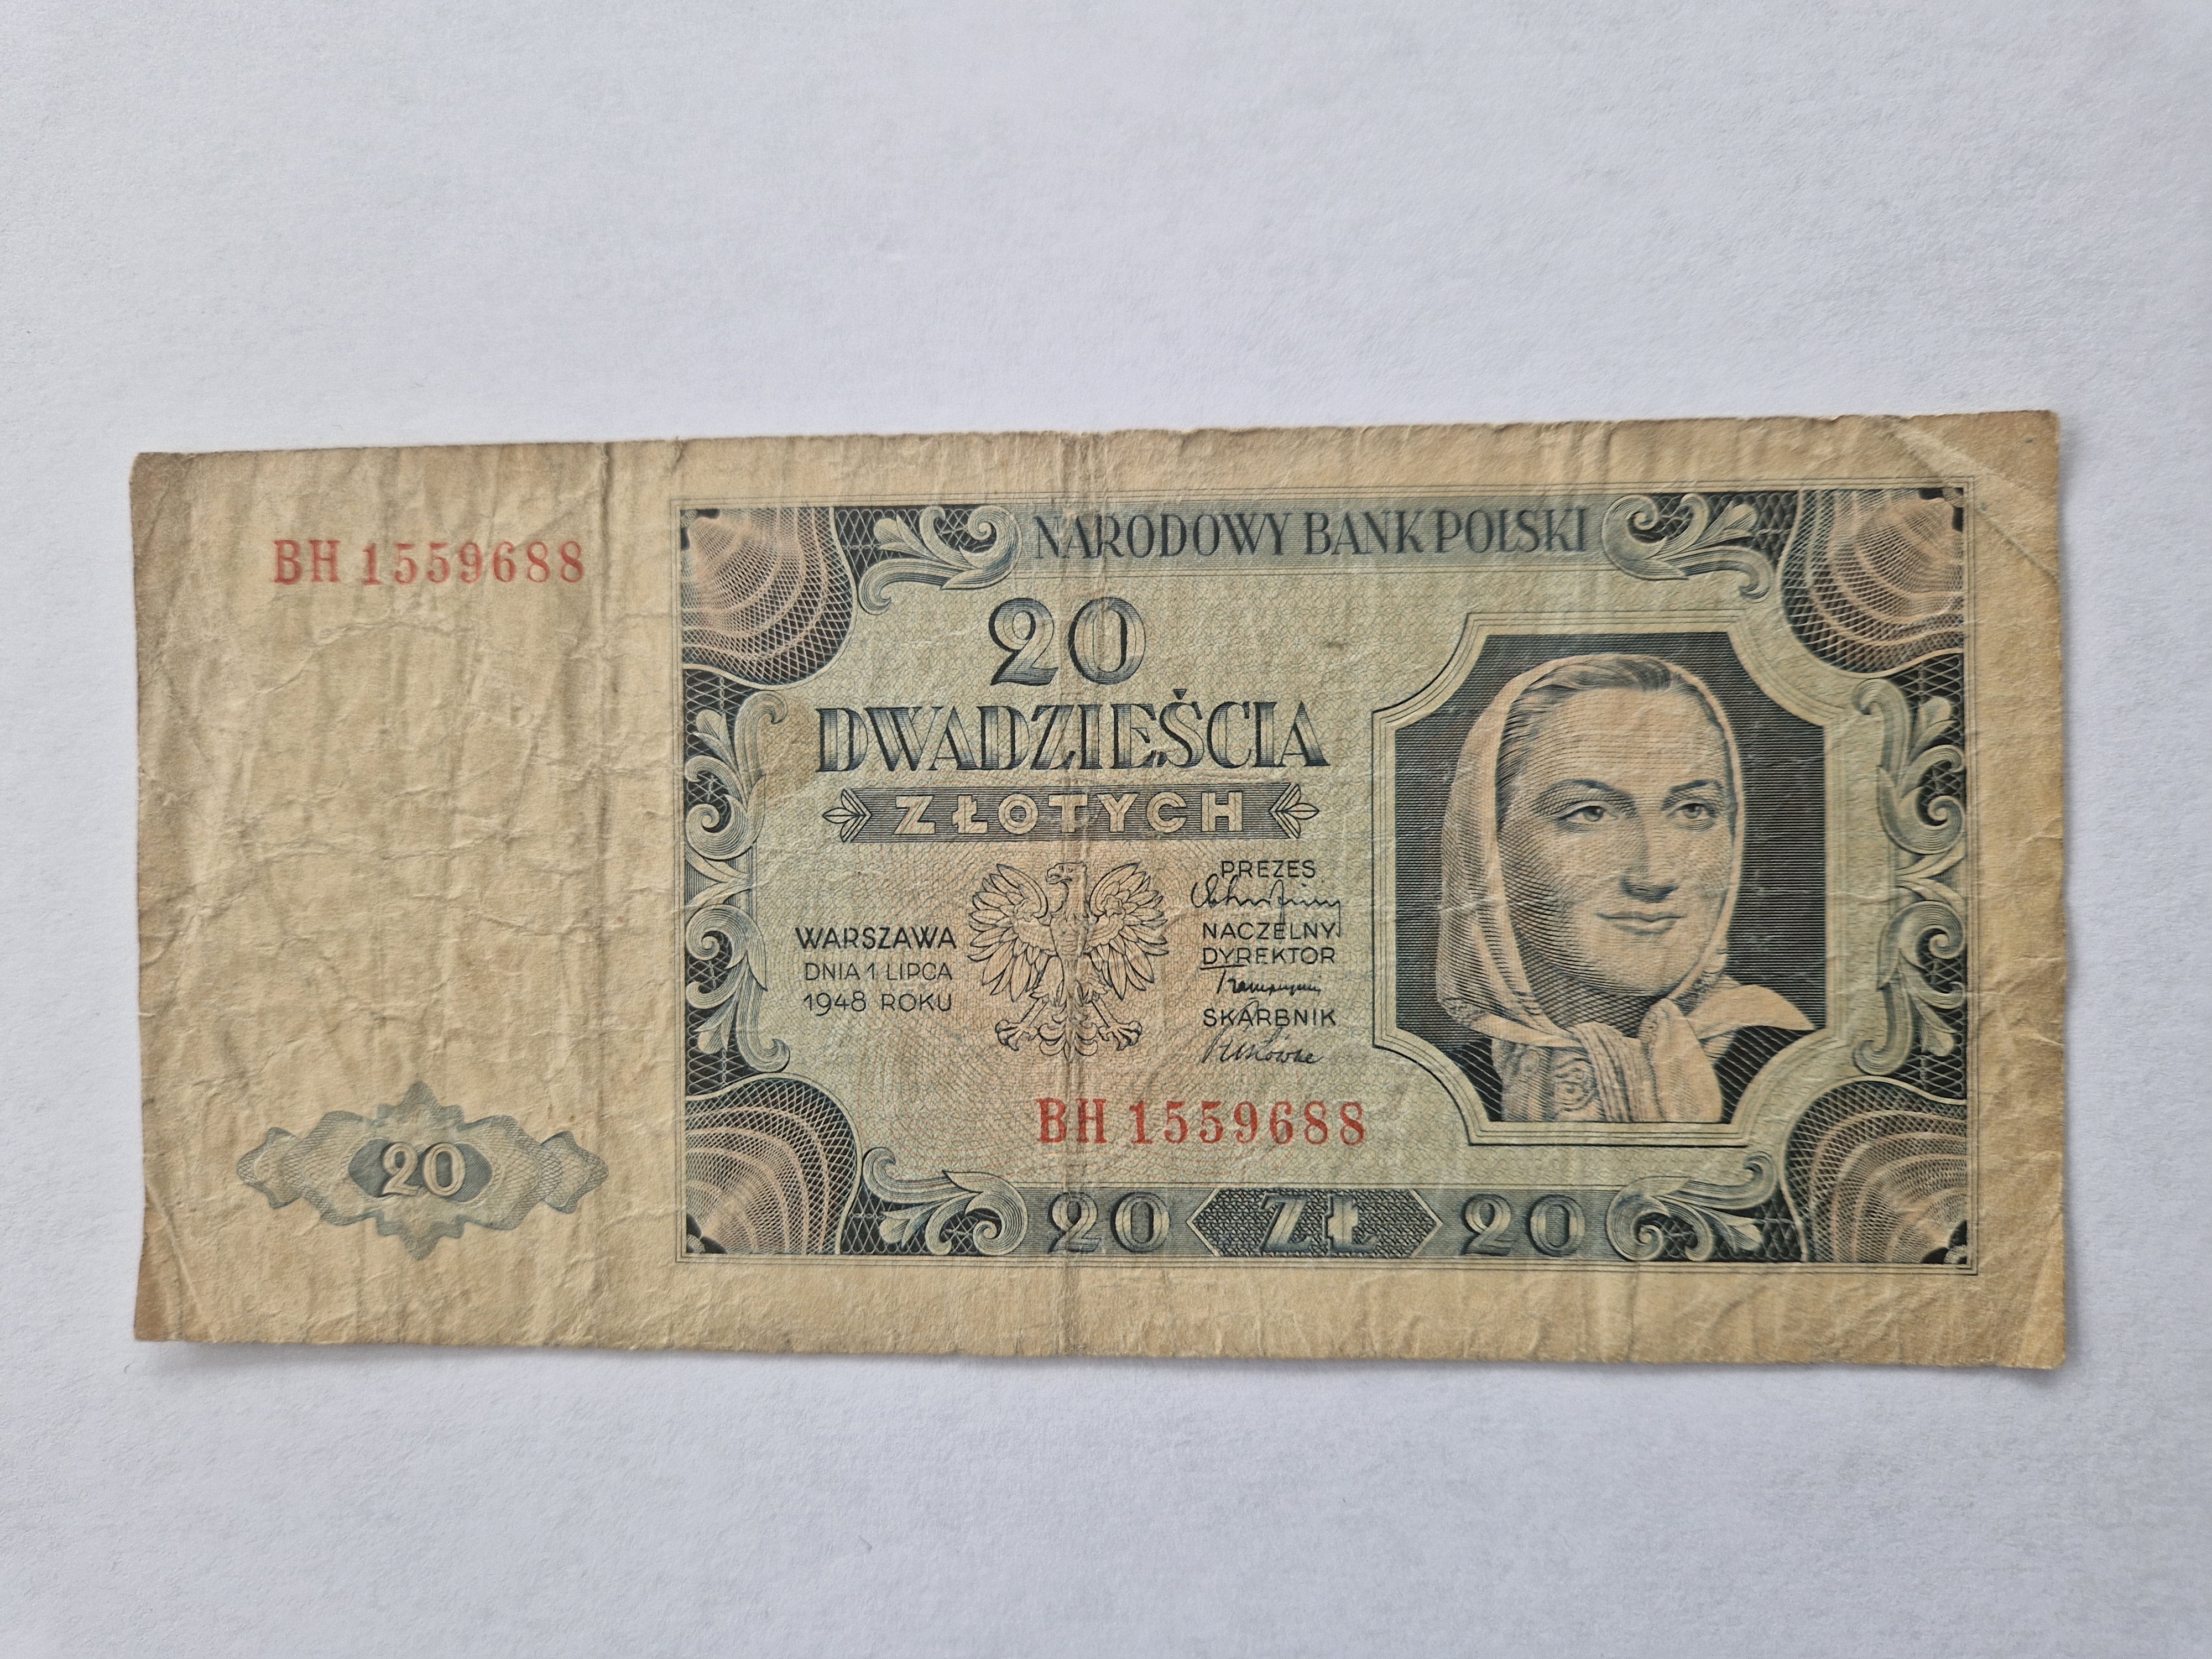 BH 1559688
20
NARODOWY BANK POLSKI
20
DWADZIEŚCIA
ZŁOTYCH
WARSZAWA
DNIA 1 LIPCA
1948 ROKU
PREZES
NACZELNY
DYREKTOR
SKARBNIK
BH 1559688
20 ZŁ 20